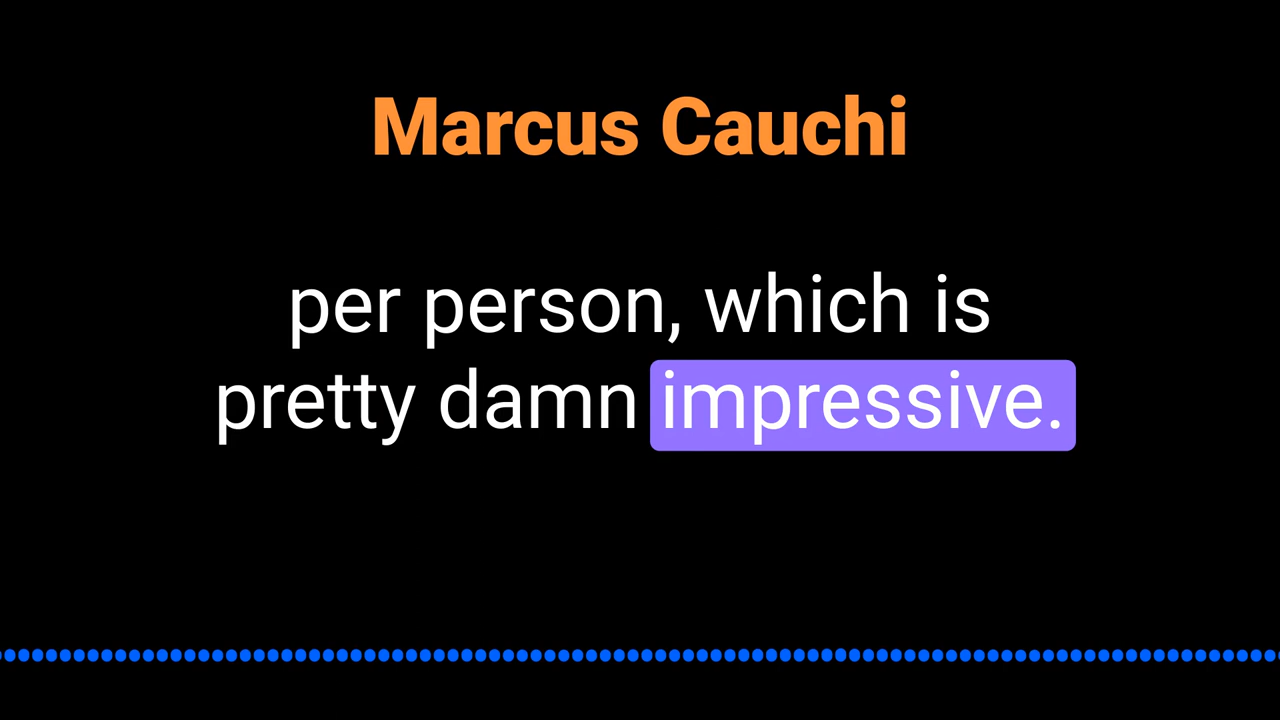 Marcus Cauchi
per person, which is
pretty damn impressive.